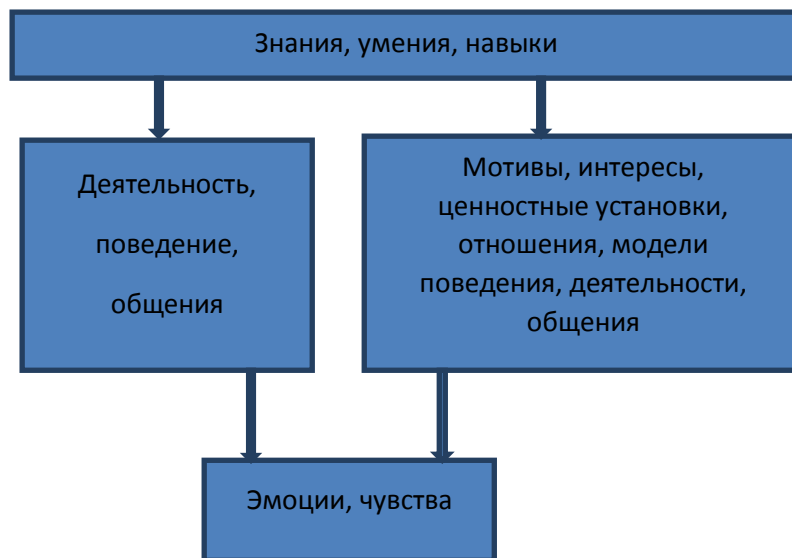 Знания, умения, навыки
Деятельность,
поведение,
общения
Мотивы, интересы,
ценностные установки,
отношения, модели
поведения, деятельности,
общения
Эмоции, чувства